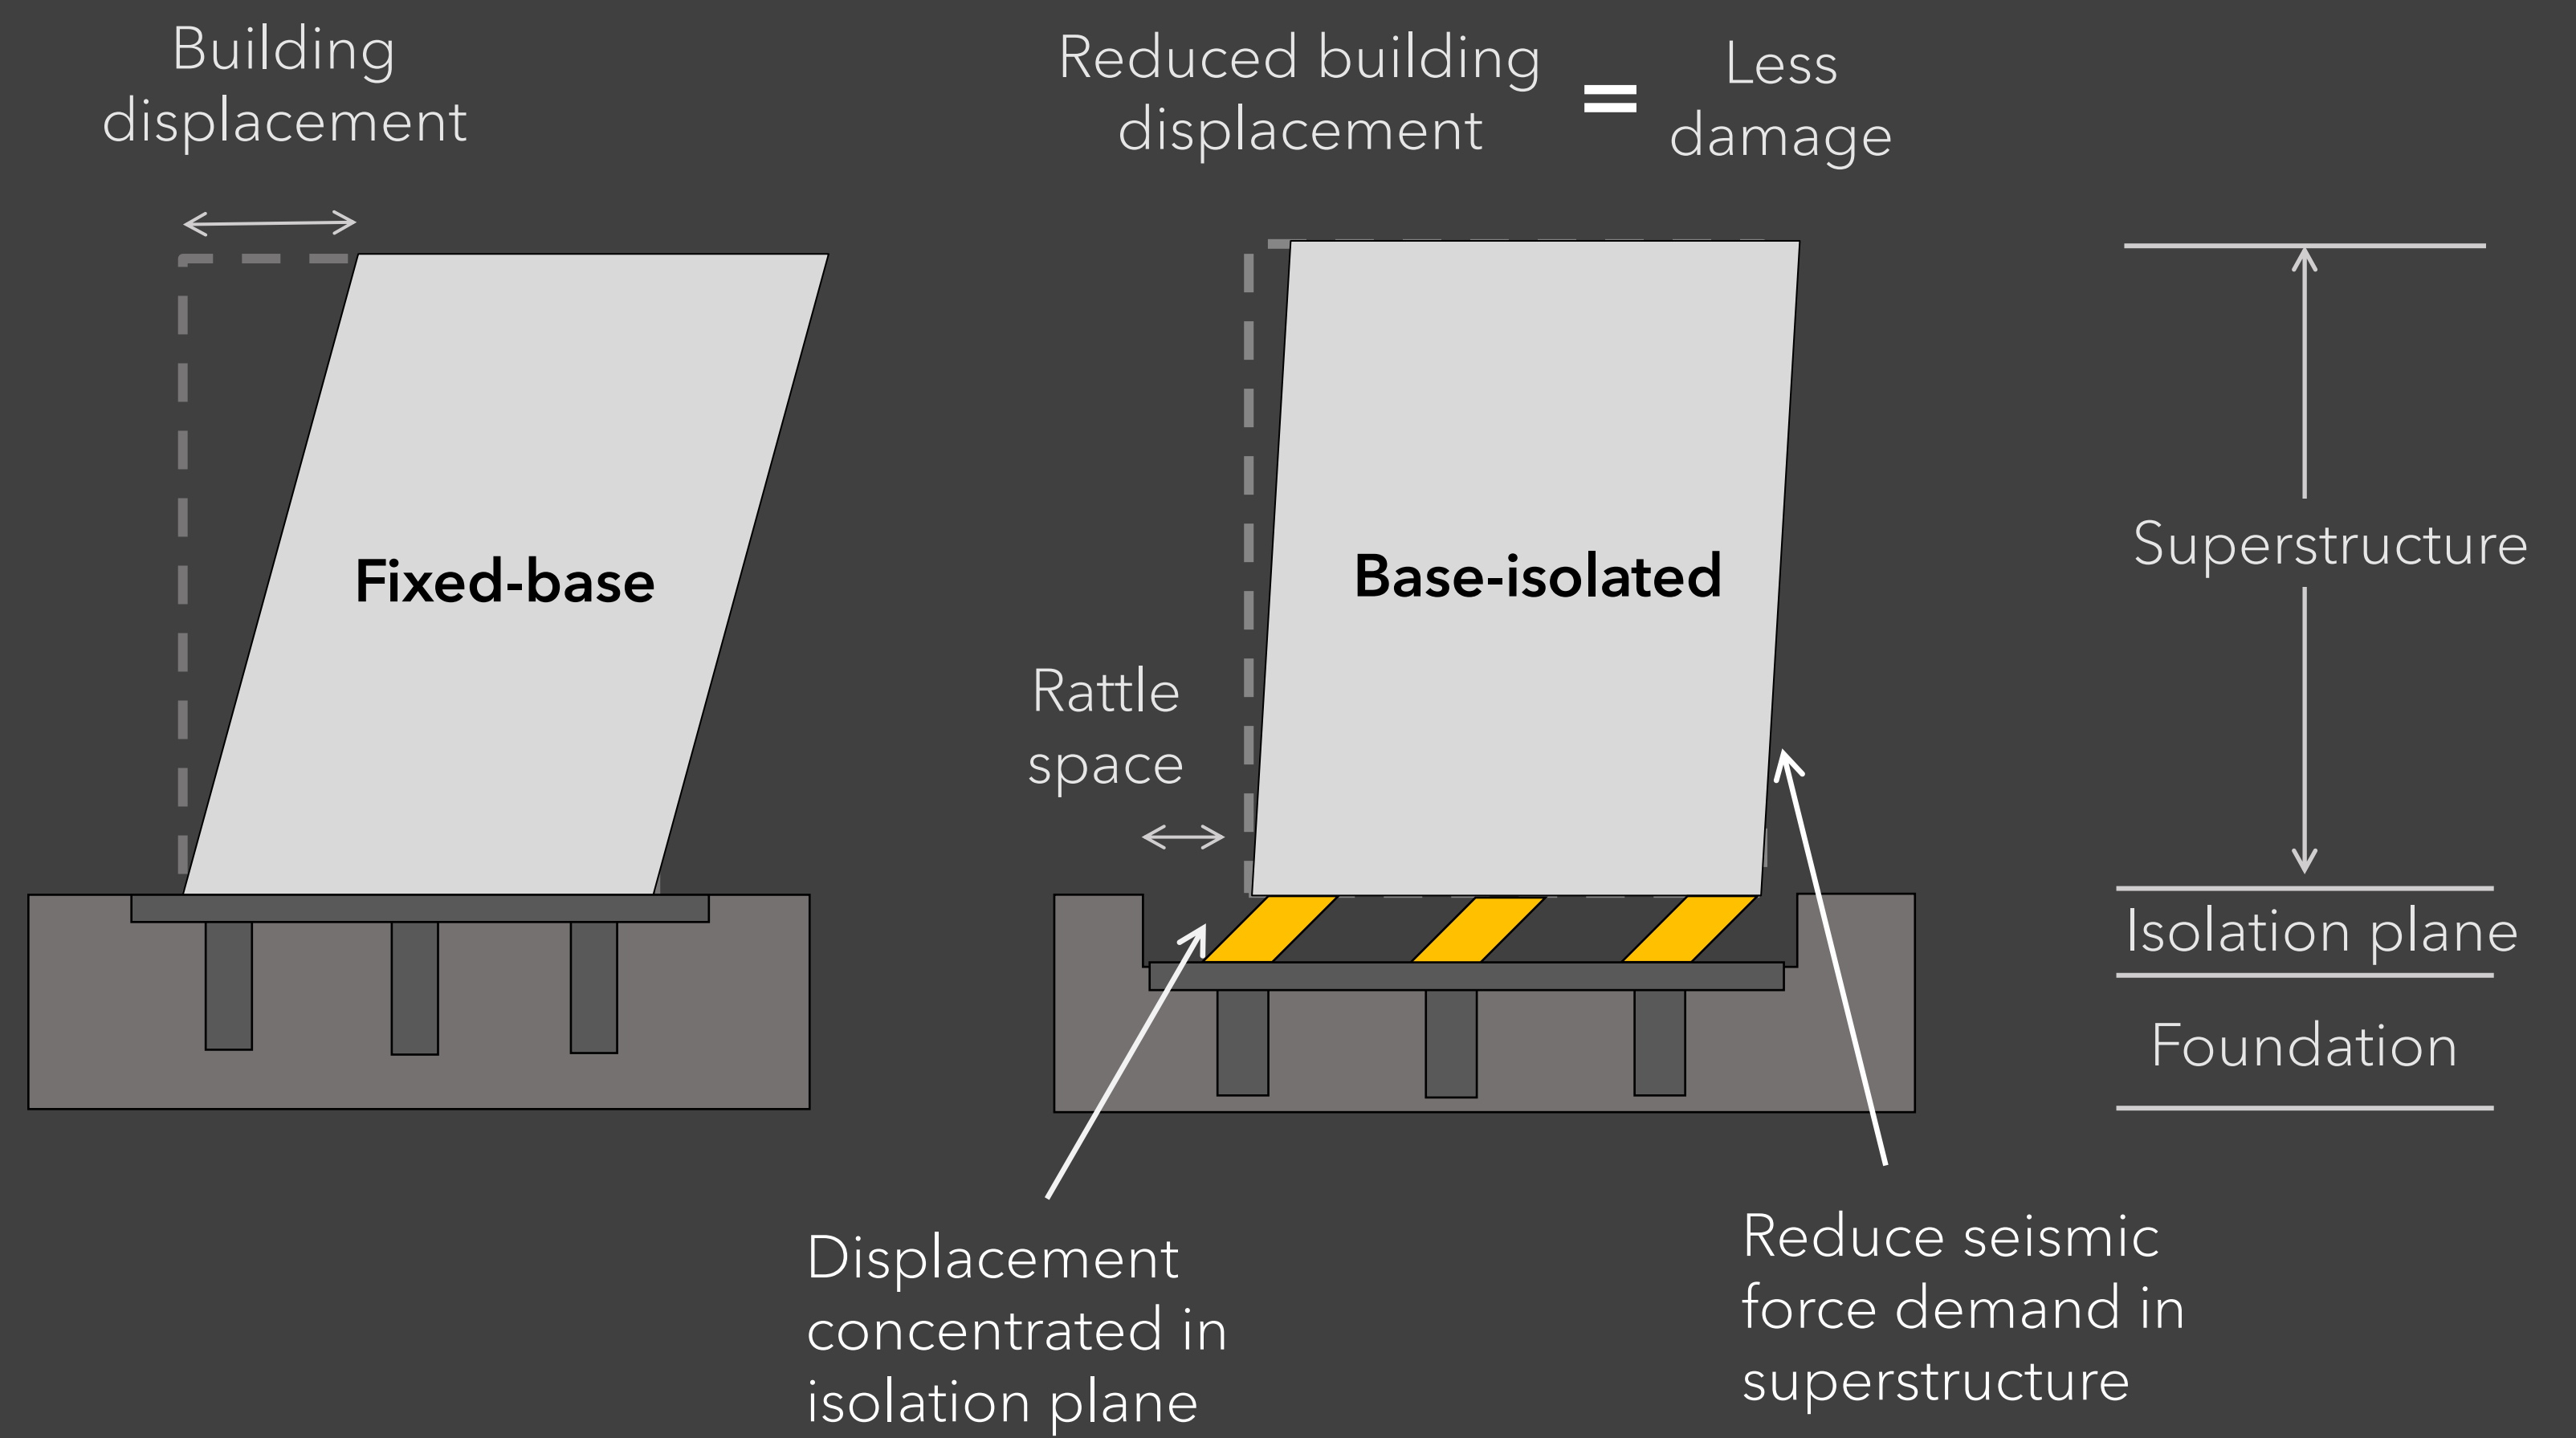 Building
displacement
Reduced building
displacement
=
Less
damage
Fixed-base
Base-isolated
Rattle
space
Superstructure
Isolation plane
Foundation
Displacement
concentrated in
isolation plane
Reduce seismic
force demand in
superstructure